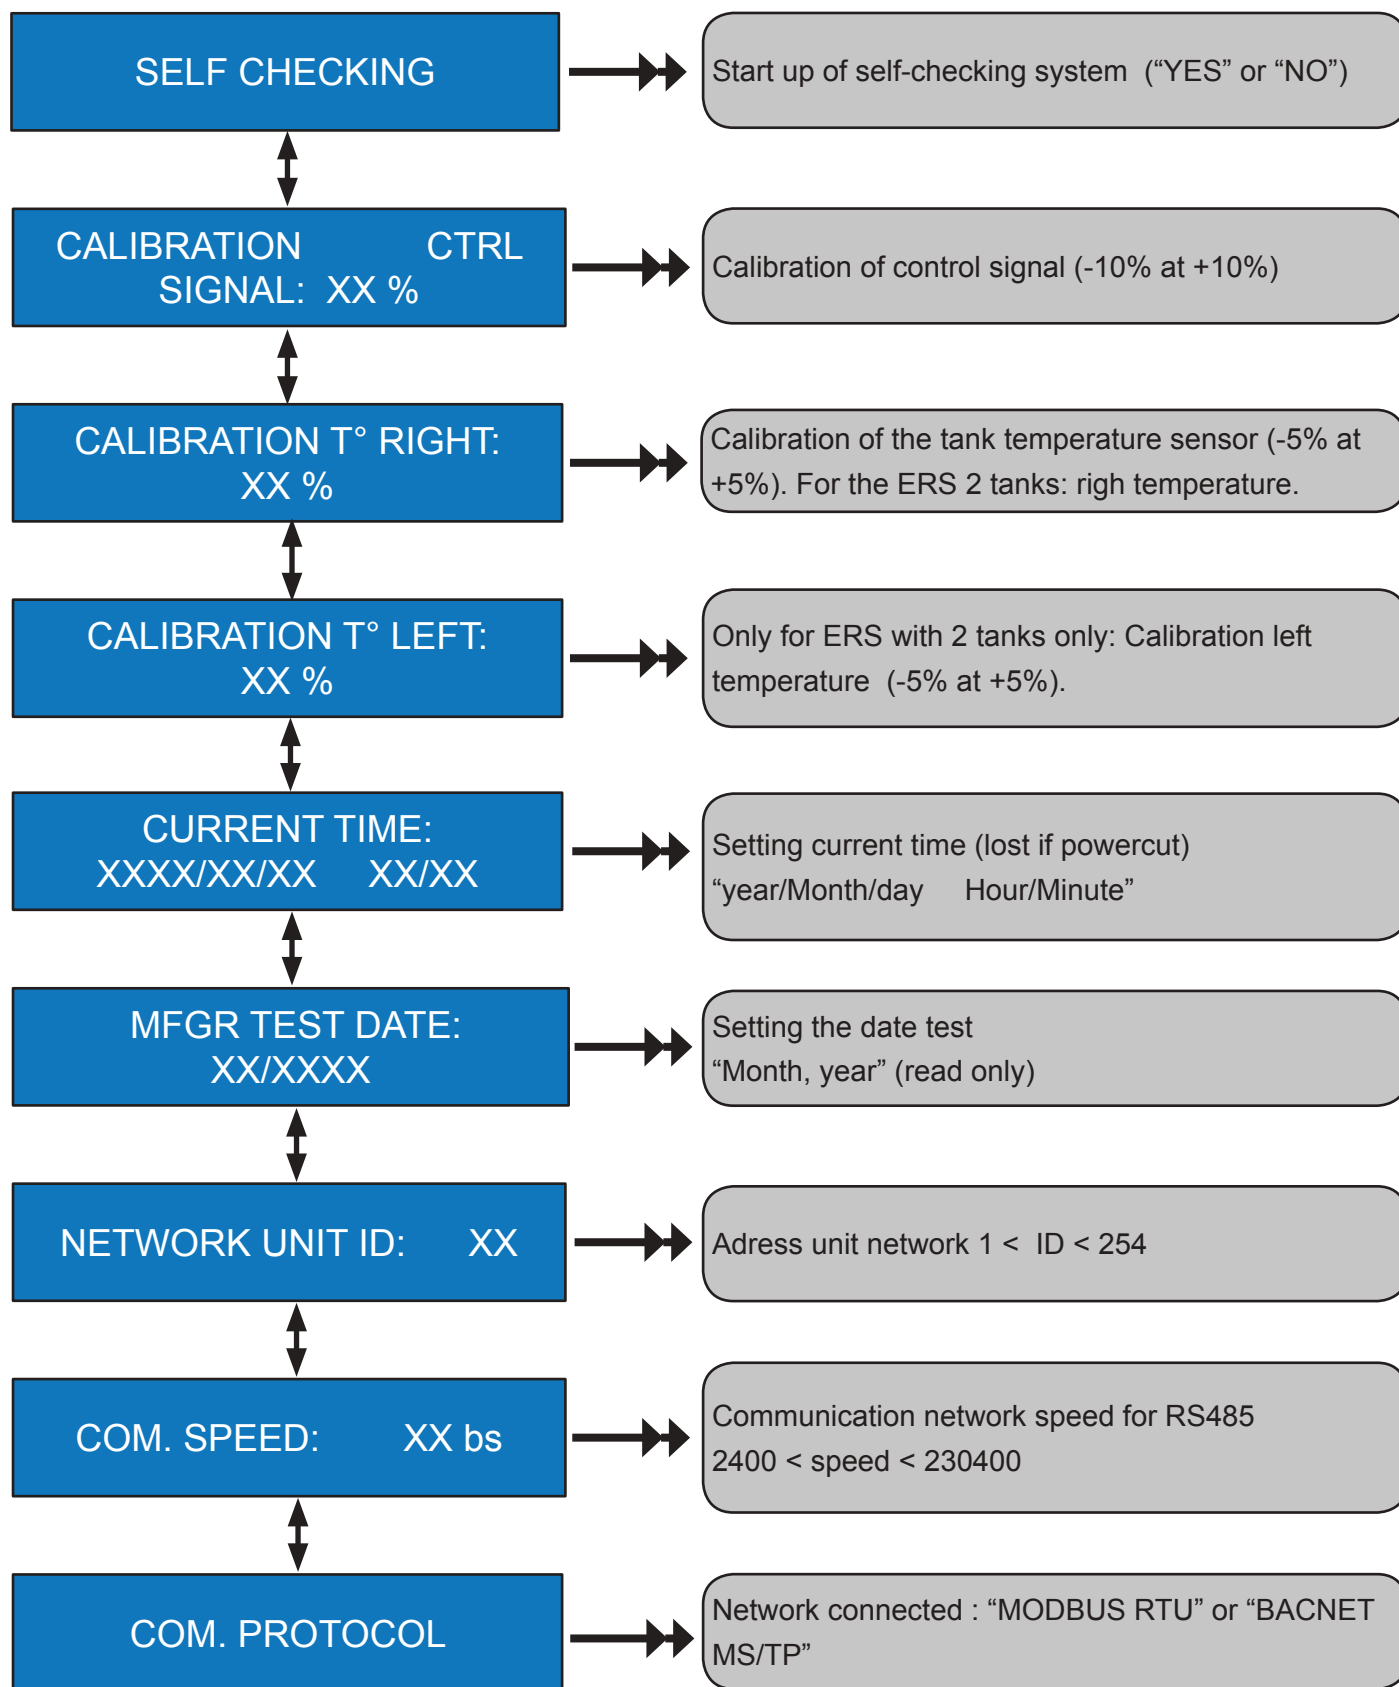 SELF CHECKING
Start up of self-checking system (“YES” or “NO”)
CALIBRATION CTRL
SIGNAL: XX %
Calibration of control signal (-10% at +10%)
CALIBRATION T° RIGHT:
XX %
Calibration of the tank temperature sensor (-5% at
+5%). For the ERS 2 tanks: righ temperature.
CALIBRATION T° LEFT:
XX %
Only for ERS with 2 tanks only: Calibration left
temperature (-5% at +5%).
CURRENT TIME:
XXXX/XX/XX XX/XX
Setting current time (lost if powercut)
“year/Month/day Hour/Minute”
MFGR TEST DATE:
XX/XXXX
Setting the date test
“Month, year” (read only)
NETWORK UNIT ID: XX
Adress unit network 1 < ID < 254
COM. SPEED: XX bs
Communication network speed for RS485
2400 < speed < 230400
COM. PROTOCOL
Network connected : “MODBUS RTU” or “BACNET
MS/TP”